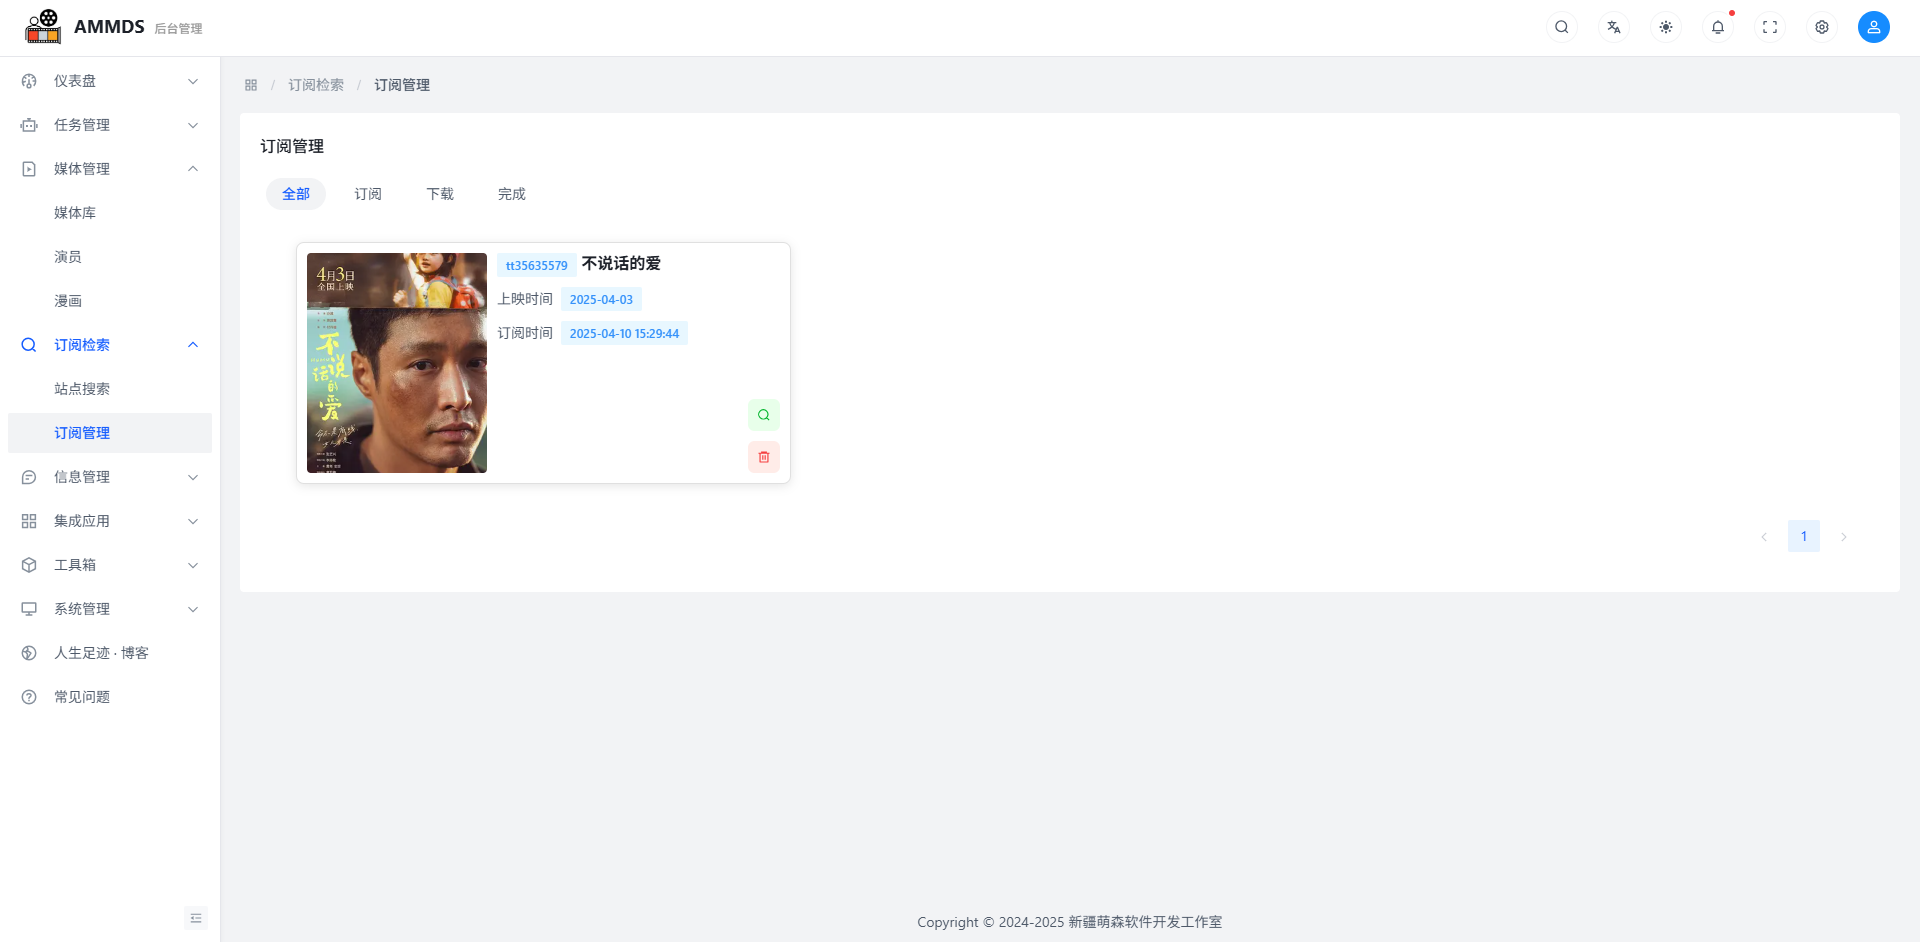 AMMDS 后台管理
仪表盘
任务管理
媒体管理
媒体库
演员
漫画
订阅检索
站点搜索
订阅管理
信息管理
集成应用
工具箱
系统管理
人生足迹 · 博客
常见问题
/ 订阅检索 / 订阅管理
订阅管理
全部 订阅 下载 完成
4月3日
全国上映
不说话的爱
tt35635579 不说话的爱
上映时间 2025-04-03
订阅时间 2025-04-10 15:29:44
1
Copyright © 2024-2025 新疆萌森软件开发工作室